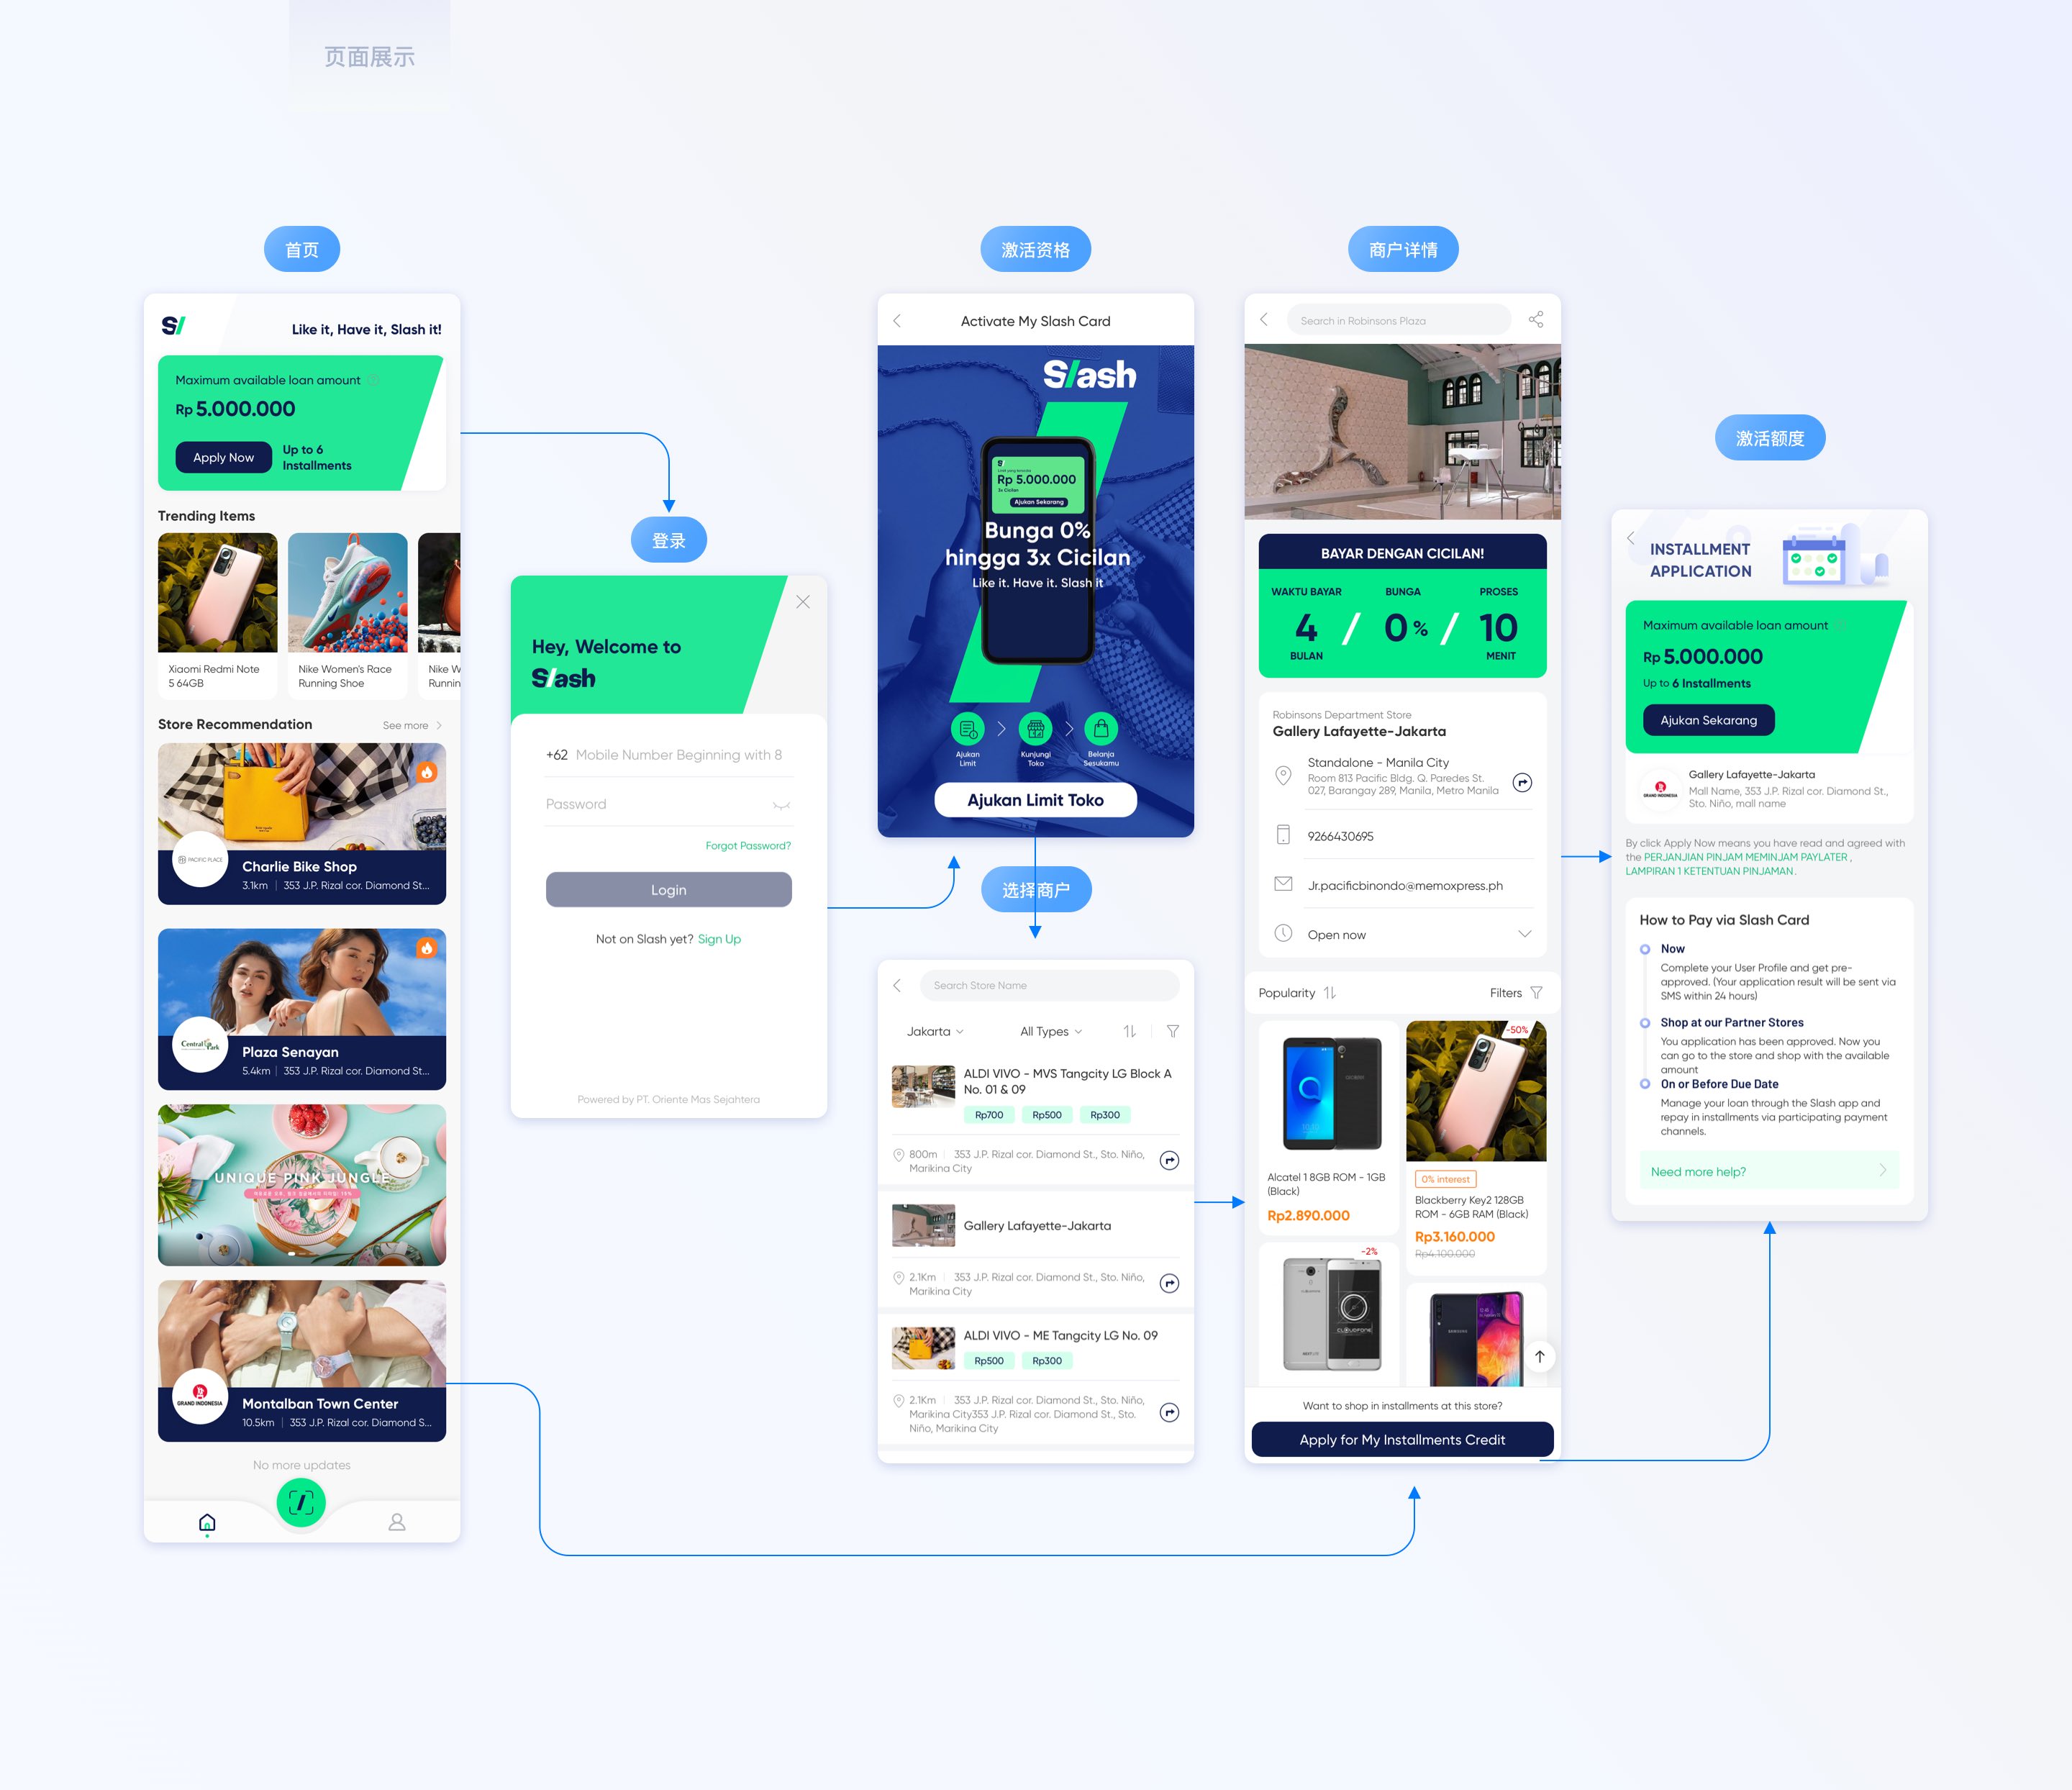 页面展示
首页
S/
Like it, Have it, Slash it!
Maximum available loan amount
Rp 5.000.000
Apply Now
Up to 6
Installments
Trending Items
Xiaomi Redmi Note
5 64GB
Nike Women's Race
Running Shoe
Nike W
Runnin
Store Recommendation
See more
PACIFIC PLACE
Charlie Bike Shop
3.1km | 353 J.P. Rizal cor. Diamond St...
Central Park
Plaza Senayan
5.4km | 353 J.P. Rizal cor. Diamond St...
UNIQUE PINK JUNGLE
GRAND INDONESIA
Montalban Town Center
10.5km | 353 J.P. Rizal cor. Diamond S...
No more updates
登录
Hey, Welcome to
Slash
+62 Mobile Number Beginning with 8
Password
Forgot Password?
Login
Not on Slash yet? Sign Up
Powered by PT. Oriente Mas Sejahtera
激活资格
Activate My Slash Card
Slash
Rp 5.000.000
3x Cicilan
Ajukan Sekarang
Bunga 0%
hingga 3x Cicilan
Like it. Have it. Slash it
Ajukan
Limit
Kunjungi
Toko
Belanja
Sesukamu
Ajukan Limit Toko
选择商户
Search Store Name
Jakarta
All Types
ALDI VIVO - MVS Tangcity LG Block A
No. 01 & 09
Rp700
Rp500
Rp300
800m | 353 J.P. Rizal cor. Diamond St., Sto. Niño,
Marikina City
Gallery Lafayette-Jakarta
2.1Km | 353 J.P. Rizal cor. Diamond St., Sto. Niño,
Marikina City
ALDI VIVO - ME Tangcity LG No. 09
Rp500
Rp300
2.1Km | 353 J.P. Rizal cor. Diamond St., Sto. Niño,
Marikina City353 J.P. Rizal cor. Diamond St., Sto.
Niño, Marikina City
商户详情
Search in Robinsons Plaza
BAYAR DENGAN CICILAN!
WAKTU BAYAR
BUNGA
PROSES
4 / 0 % / 10
BULAN
MENIT
Robinsons Department Store
Gallery Lafayette-Jakarta
Standalone - Manila City
Room 813 Pacific Bldg. Q. Paredes St.
027, Barangay 289, Manila, Metro Manila
9266430695
Jr.pacificbinondo@memoxpress.ph
Open now
Popularity
Filters
Alcatel 1 8GB ROM - 1GB
(Black)
Rp2.890.000
-50%
0% interest
Blackberry Key2 128GB
ROM - 6GB RAM (Black)
Rp3.160.000
Rp4.100.000
-2%
CLOUDFONE
SAMSUNG
Want to shop in installments at this store?
Apply for My Installments Credit
激活额度
INSTALLMENT
APPLICATION
Maximum available loan amount
Rp 5.000.000
Up to 6 Installments
Ajukan Sekarang
GRAND INDONESIA
Gallery Lafayette-Jakarta
Mall Name, 353 J.P. Rizal cor. Diamond St.,
Sto. Niño, mall name
By click Apply Now means you have read and agreed with
the PERJANJIAN PINJAM MEMINJAM PAYLATER ,
LAMPIRAN 1 KETENTUAN PINJAMAN .
How to Pay via Slash Card
Now
Complete your User Profile and get pre-
approved. (Your application result will be sent via
SMS within 24 hours)
Shop at our Partner Stores
You application has been approved. Now you
can go to the store and shop with the available
amount
On or Before Due Date
Manage your loan through the Slash app and
repay in installments via participating payment
channels.
Need more help?